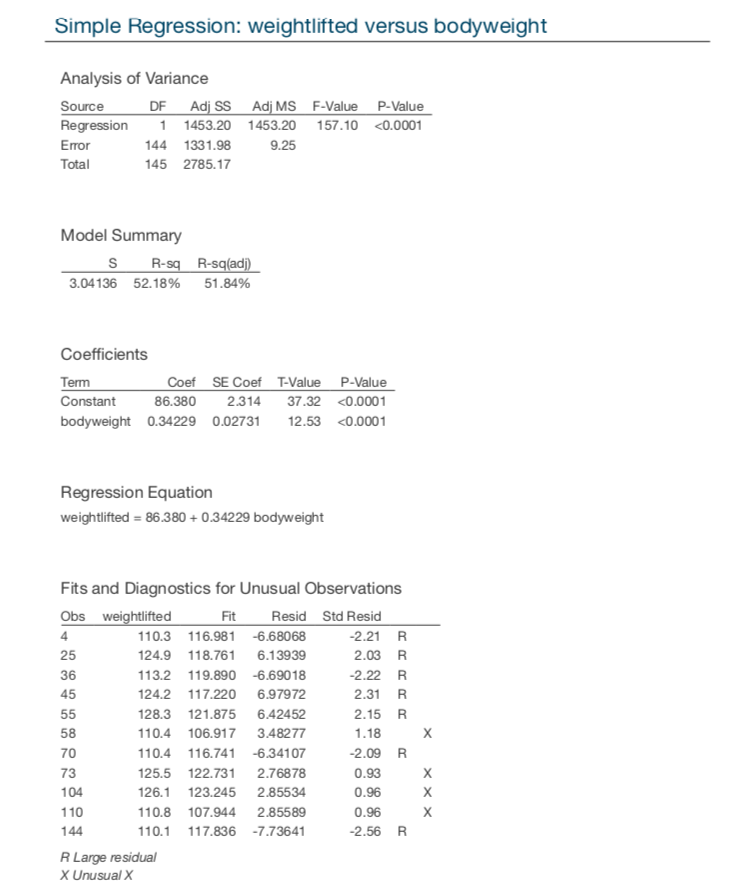 Simple Regression: weightlifted versus bodyweight
Analysis of Variance
Source DF Adj SS Adj MS F-Value P-Value
Regression 1 1453.20 1453.20 157.10 <0.0001
Error 144 1331.98 9.25
Total 145 2785.17
Model Summary
S R-sq R-sq(adj)
3.04136 52.18% 51.84%
Coefficients
Term Coef SE Coef T-Value P-Value
Constant 86.380 2.314 37.32 <0.0001
bodyweight 0.34229 0.02731 12.53 <0.0001
Regression Equation
weightlifted = 86.380 + 0.34229 bodyweight
Fits and Diagnostics for Unusual Observations
Obs weightlifted Fit Resid Std Resid
4 110.3 116.981 -6.68068 -2.21 R
25 124.9 118.761 6.13939 2.03 R
36 113.2 119.890 -6.69018 -2.22 R
45 124.2 117.220 6.97972 2.31 R
55 128.3 121.875 6.42452 2.15 R
58 110.4 106.917 3.48277 1.18 X
70 110.4 116.741 -6.34107 -2.09 R
73 125.5 122.731 2.76878 0.93 X
104 126.1 123.245 2.85534 0.96 X
110 110.8 107.944 2.85589 0.96 X
144 110.1 117.836 -7.73641 -2.56 R
R Large residual
X Unusual X